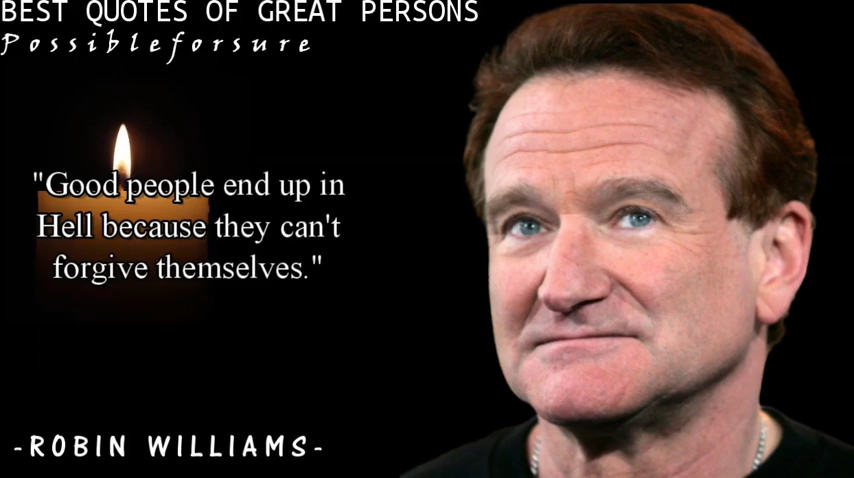 BEST QUOTES OF GREAT PERSONS
Possibleforsure
"Good people end up in
Hell because they can't
forgive themselves."
-ROBIN WILLIAMS-